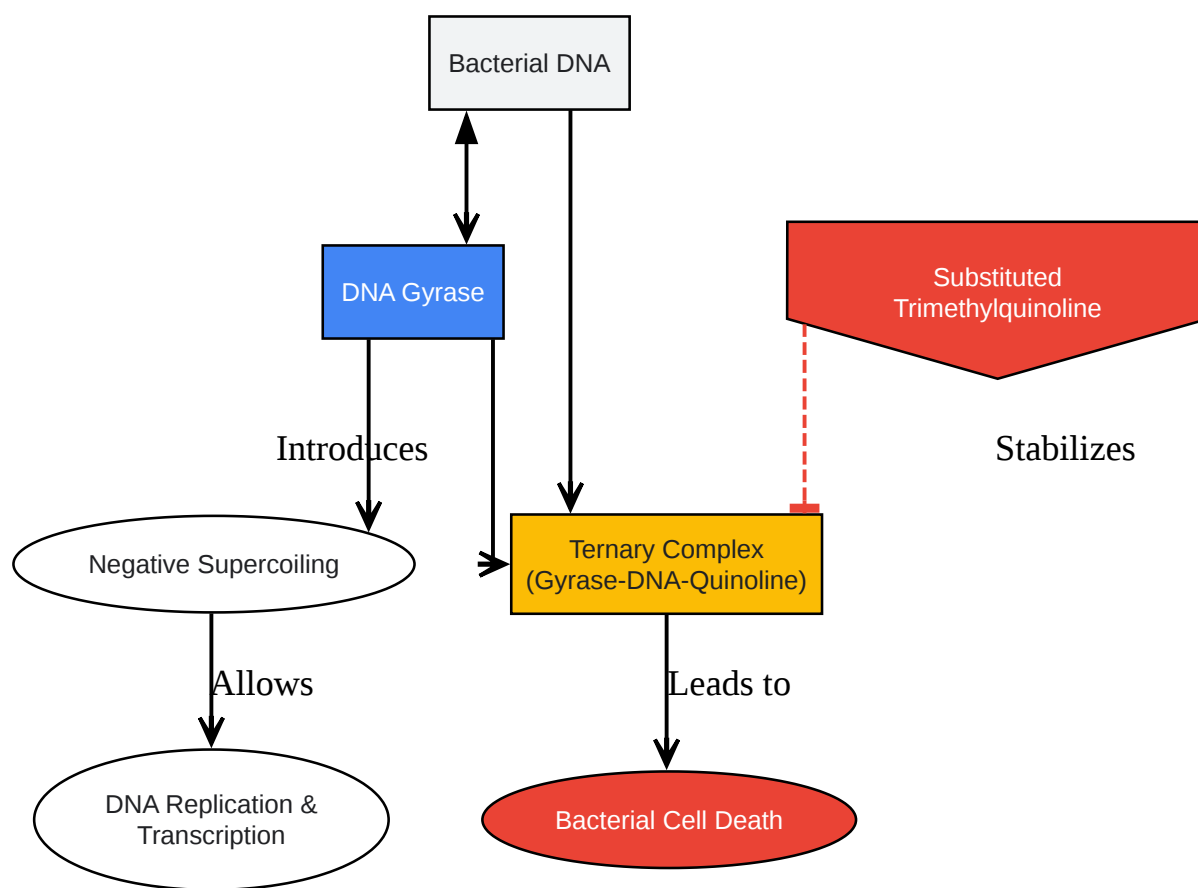 Bacterial DNA
DNA Gyrase
Substituted
Trimethylquinoline
Introduces
Stabilizes
Negative Supercoiling
Ternary Complex
(Gyrase-DNA-Quinoline)
Allows
Leads to
DNA Replication &
Transcription
Bacterial Cell Death